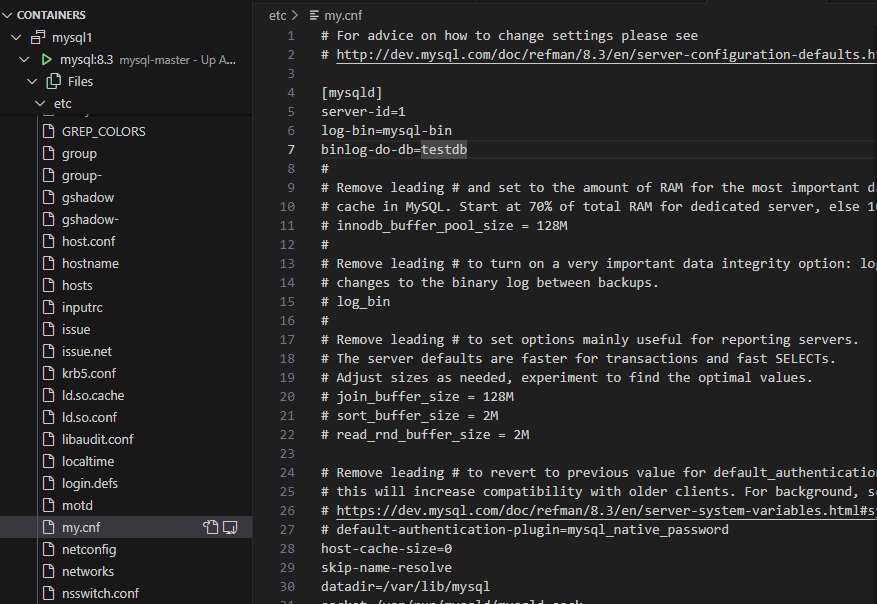 CONTAINERS
mysql1
mysql:8.3 mysql-master - Up A...
Files
etc
GREP_COLORS
group
group-
gshadow
gshadow-
host.conf
hostname
hosts
inputrc
issue
issue.net
krb5.conf
ld.so.cache
ld.so.conf
libaudit.conf
localtime
login.defs
motd
my.cnf
netconfig
networks
nsswitch.conf
etc > my.cnf
1 # For advice on how to change settings please see
2 # http://dev.mysql.com/doc/refman/8.3/en/server-configuration-defaults.h
3
4 [mysqld]
5 server-id=1
6 log-bin=mysql-bin
7 binlog-do-db=testdb
8 #
9 # Remove leading # and set to the amount of RAM for the most important da
10 # cache in MySQL. Start at 70% of total RAM for dedicated server, else 10
11 # innodb_buffer_pool_size = 128M
12 #
13 # Remove leading # to turn on a very important data integrity option: log
14 # changes to the binary log between backups.
15 # log_bin
16 #
17 # Remove leading # to set options mainly useful for reporting servers.
18 # The server defaults are faster for transactions and fast SELECTs.
19 # Adjust sizes as needed, experiment to find the optimal values.
20 # join_buffer_size = 128M
21 # sort_buffer_size = 2M
22 # read_rnd_buffer_size = 2M
23
24 # Remove leading # to revert to previous value for default_authentication
25 # this will increase compatibility with older clients. For background, s
26 # https://dev.mysql.com/doc/refman/8.3/en/server-system-variables.html#s
27 # default-authentication-plugin=mysql_native_password
28 host-cache-size=0
29 skip-name-resolve
30 datadir=/var/lib/mysql